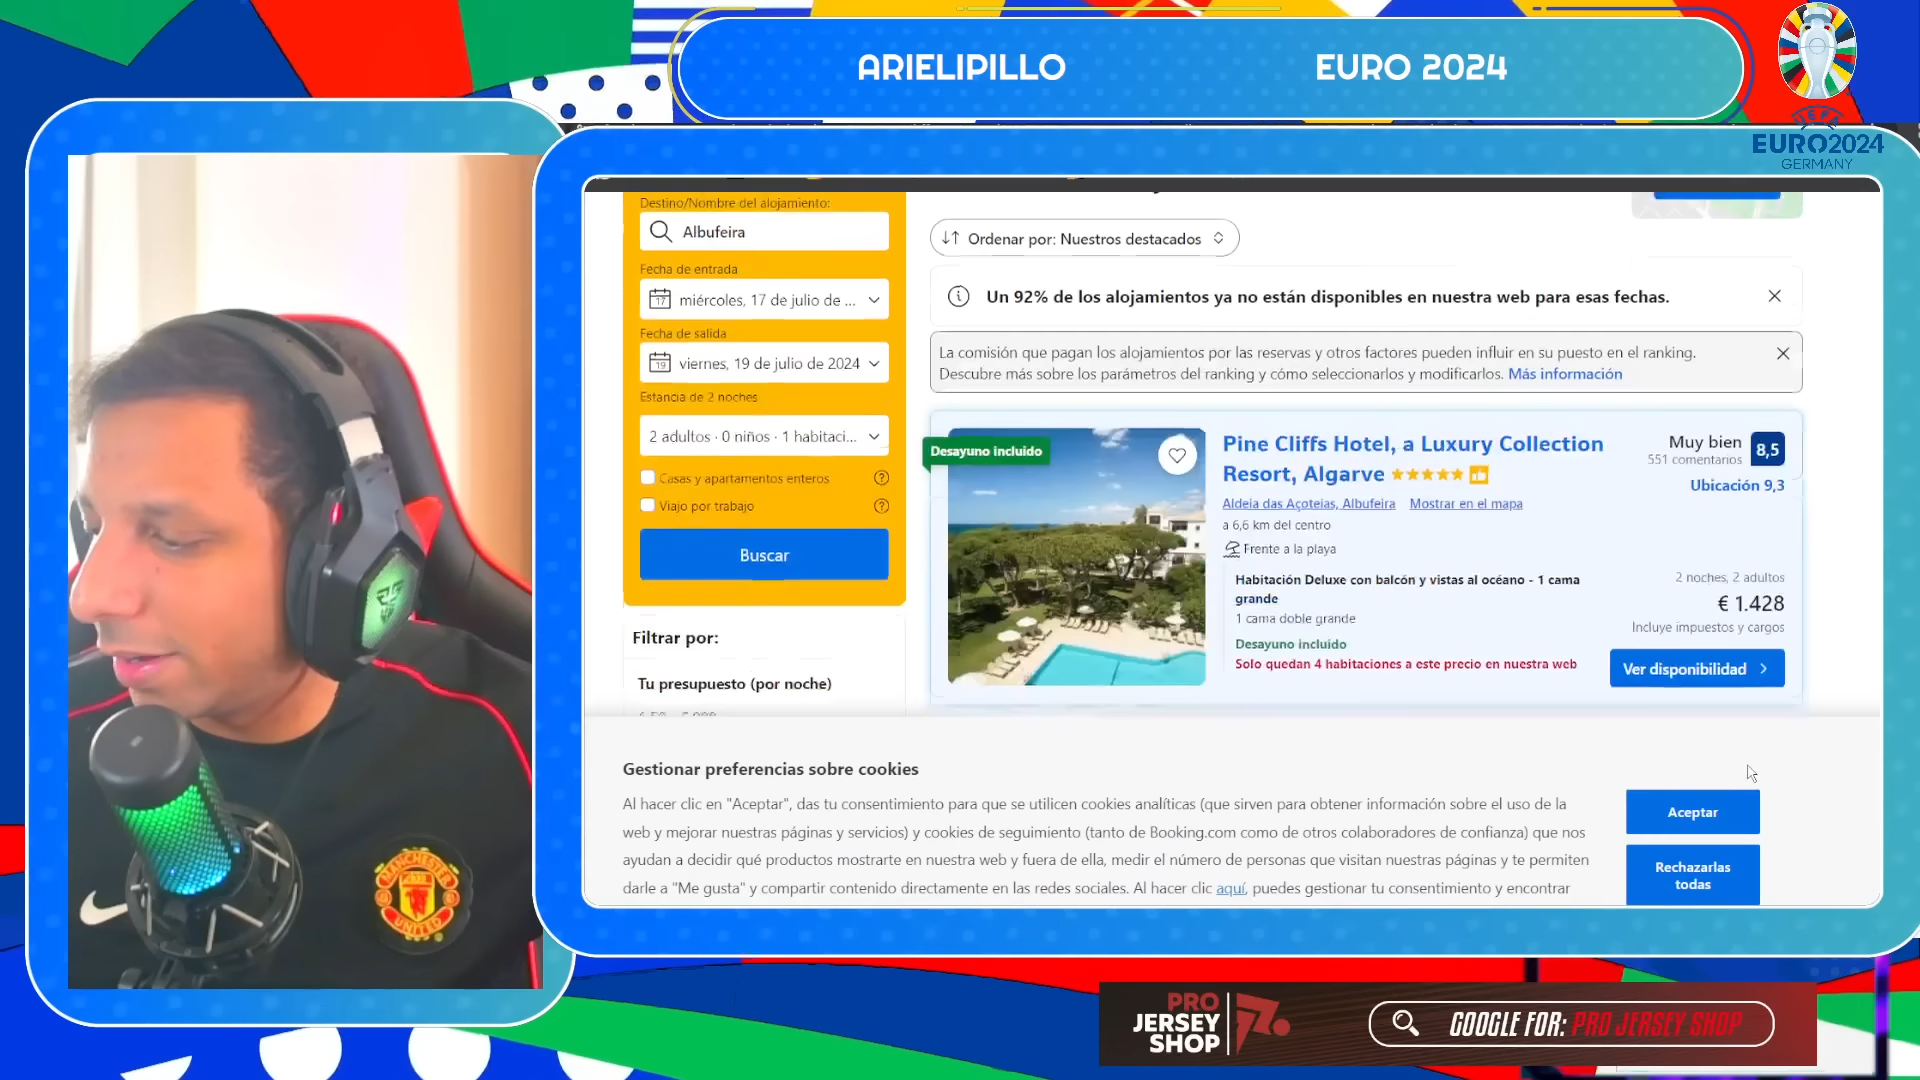 ARIELIPILLO
EURO 2024
UEFA
EURO2024
GERMANY
Destino/Nombre del alojamiento:
Albufeira
Fecha de entrada
17
miércoles, 17 de julio de ...
Fecha de salida
19
viernes, 19 de julio de 2024
Estancia de 2 noches
2 adultos · 0 niños · 1 habitaci...
Casas y apartamentos enteros
Viajo por trabajo
Buscar
Filtrar por:
Tu presupuesto (por noche)
Ordenar por: Nuestros destacados
Un 92% de los alojamientos ya no están disponibles en nuestra web para esas fechas.
La comisión que pagan los alojamientos por las reservas y otros factores pueden influir en su puesto en el ranking.
Descubre más sobre los parámetros del ranking y cómo seleccionarlos y modificarlos. Más información
Desayuno incluido
Pine Cliffs Hotel, a Luxury Collection
Resort, Algarve
Muy bien
551 comentarios
8,5
Ubicación 9,3
Aldeia das Açoteias, Albufeira Mostrar en el mapa
a 6,6 km del centro
Frente a la playa
Habitación Deluxe con balcón y vistas al océano - 1 cama
grande
1 cama doble grande
Desayuno incluido
Solo quedan 4 habitaciones a este precio en nuestra web
2 noches, 2 adultos
€ 1.428
Incluye impuestos y cargos
Ver disponibilidad
Gestionar preferencias sobre cookies
Al hacer clic en "Aceptar", das tu consentimiento para que se utilicen cookies analíticas (que sirven para obtener información sobre el uso de la
web y mejorar nuestras páginas y servicios) y cookies de seguimiento (tanto de Booking.com como de otros colaboradores de confianza) que nos
ayudan a decidir qué productos mostrarte en nuestra web y fuera de ella, medir el número de personas que visitan nuestras páginas y te permiten
darle a "Me gusta" y compartir contenido directamente en las redes sociales. Al hacer clic aquí, puedes gestionar tu consentimiento y encontrar
Aceptar
Rechazarlas
todas
MANCHESTER
UNITED
PRO
JERSEY
SHOP
GOOGLE FOR: PRO JERSEY SHOP